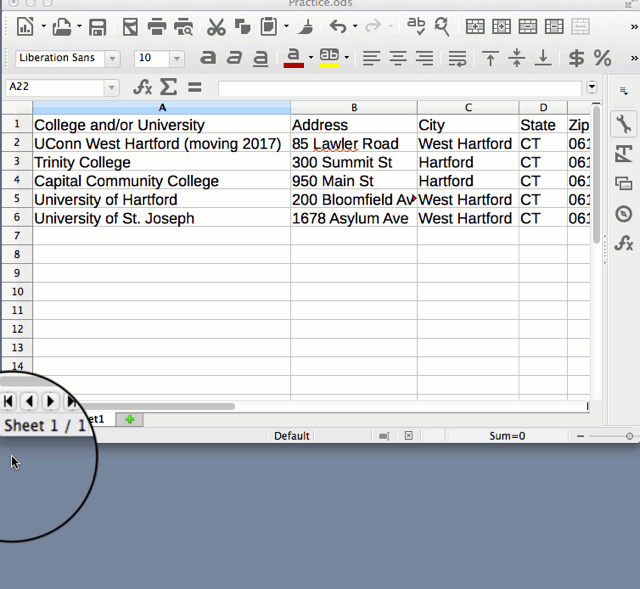 Practice.ods
Liberation Sans 10 a a a A ab $ %
A22 fx Σ =
A B C D
1 College and/or University Address City State Zip
2 UConn West Hartford (moving 2017) 85 Lawler Road West Hartford CT 061
3 Trinity College 300 Summit St Hartford CT 061
4 Capital Community College 950 Main St Hartford CT 061
5 University of Hartford 200 Bloomfield Av West Hartford CT 061
6 University of St. Joseph 1678 Asylum Ave West Hartford CT 061
7
8
9
10
11
12
13
14
et1
Sheet 1 / 1 Default Sum=0